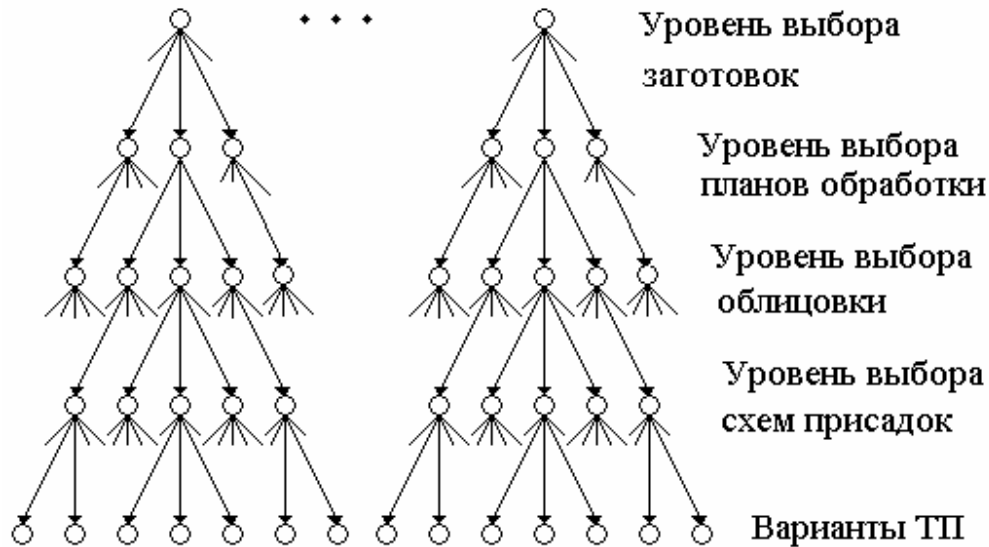 Уровень выбора
заготовок
Уровень выбора
планов обработки
Уровень выбора
облицовки
Уровень выбора
схем присадок
Варианты ТП